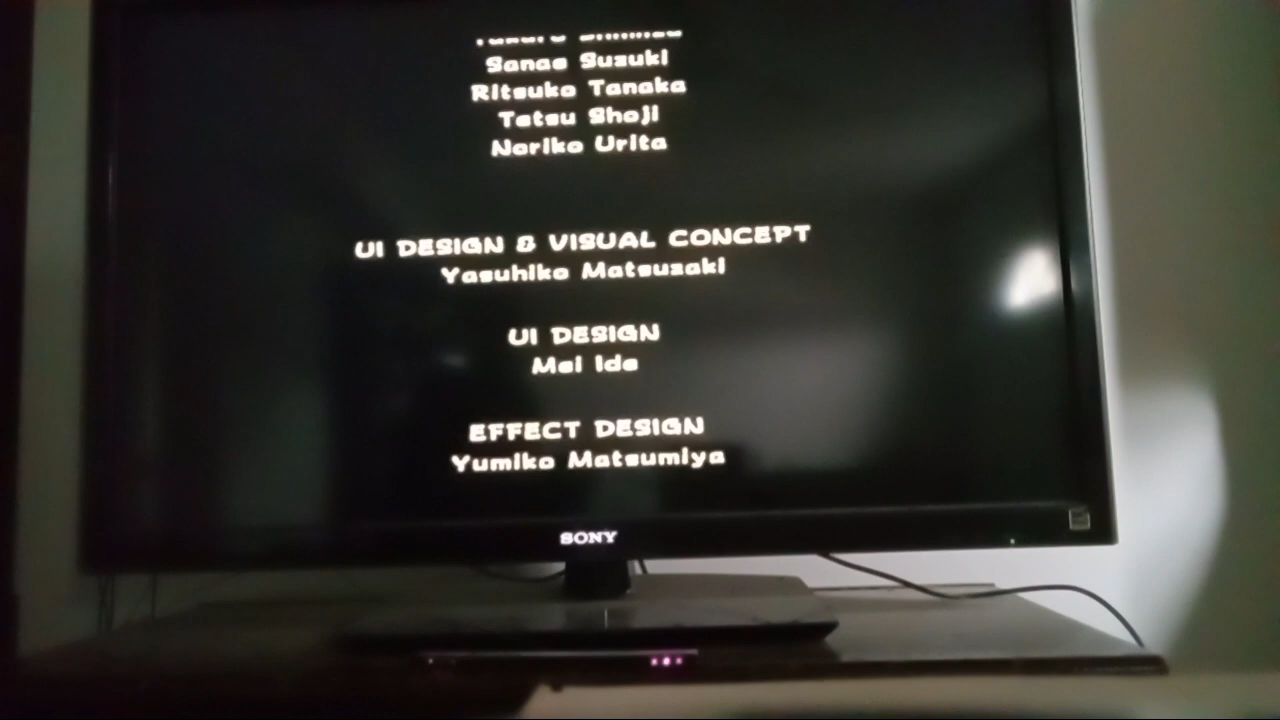 Sanae Suzuki
Ritsuko Tanaka
Tetsu Shoji
Noriko Urita
UI DESIGN & VISUAL CONCEPT
Yasuhiko Matsuzaki
UI DESIGN
Mai Ide
EFFECT DESIGN
Yumiko Matsumiya
SONY